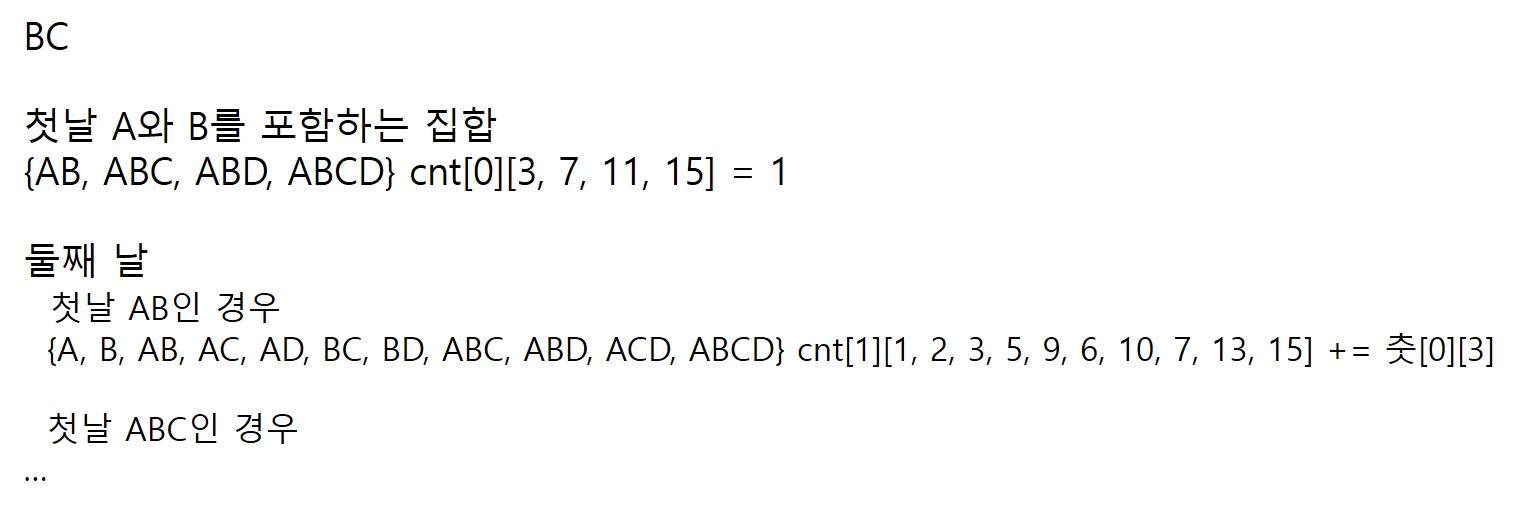 BC
첫날 A와 B를 포함하는 집합
{AB, ABC, ABD, ABCD} cnt[0][3, 7, 11, 15] = 1
둘째 날
첫날 AB인 경우
{A, B, AB, AC, AD, BC, BD, ABC, ABD, ACD, ABCD} cnt[1][1, 2, 3, 5, 9, 6, 10, 7, 13, 15] += 춧[0][3]
첫날 ABC인 경우
...